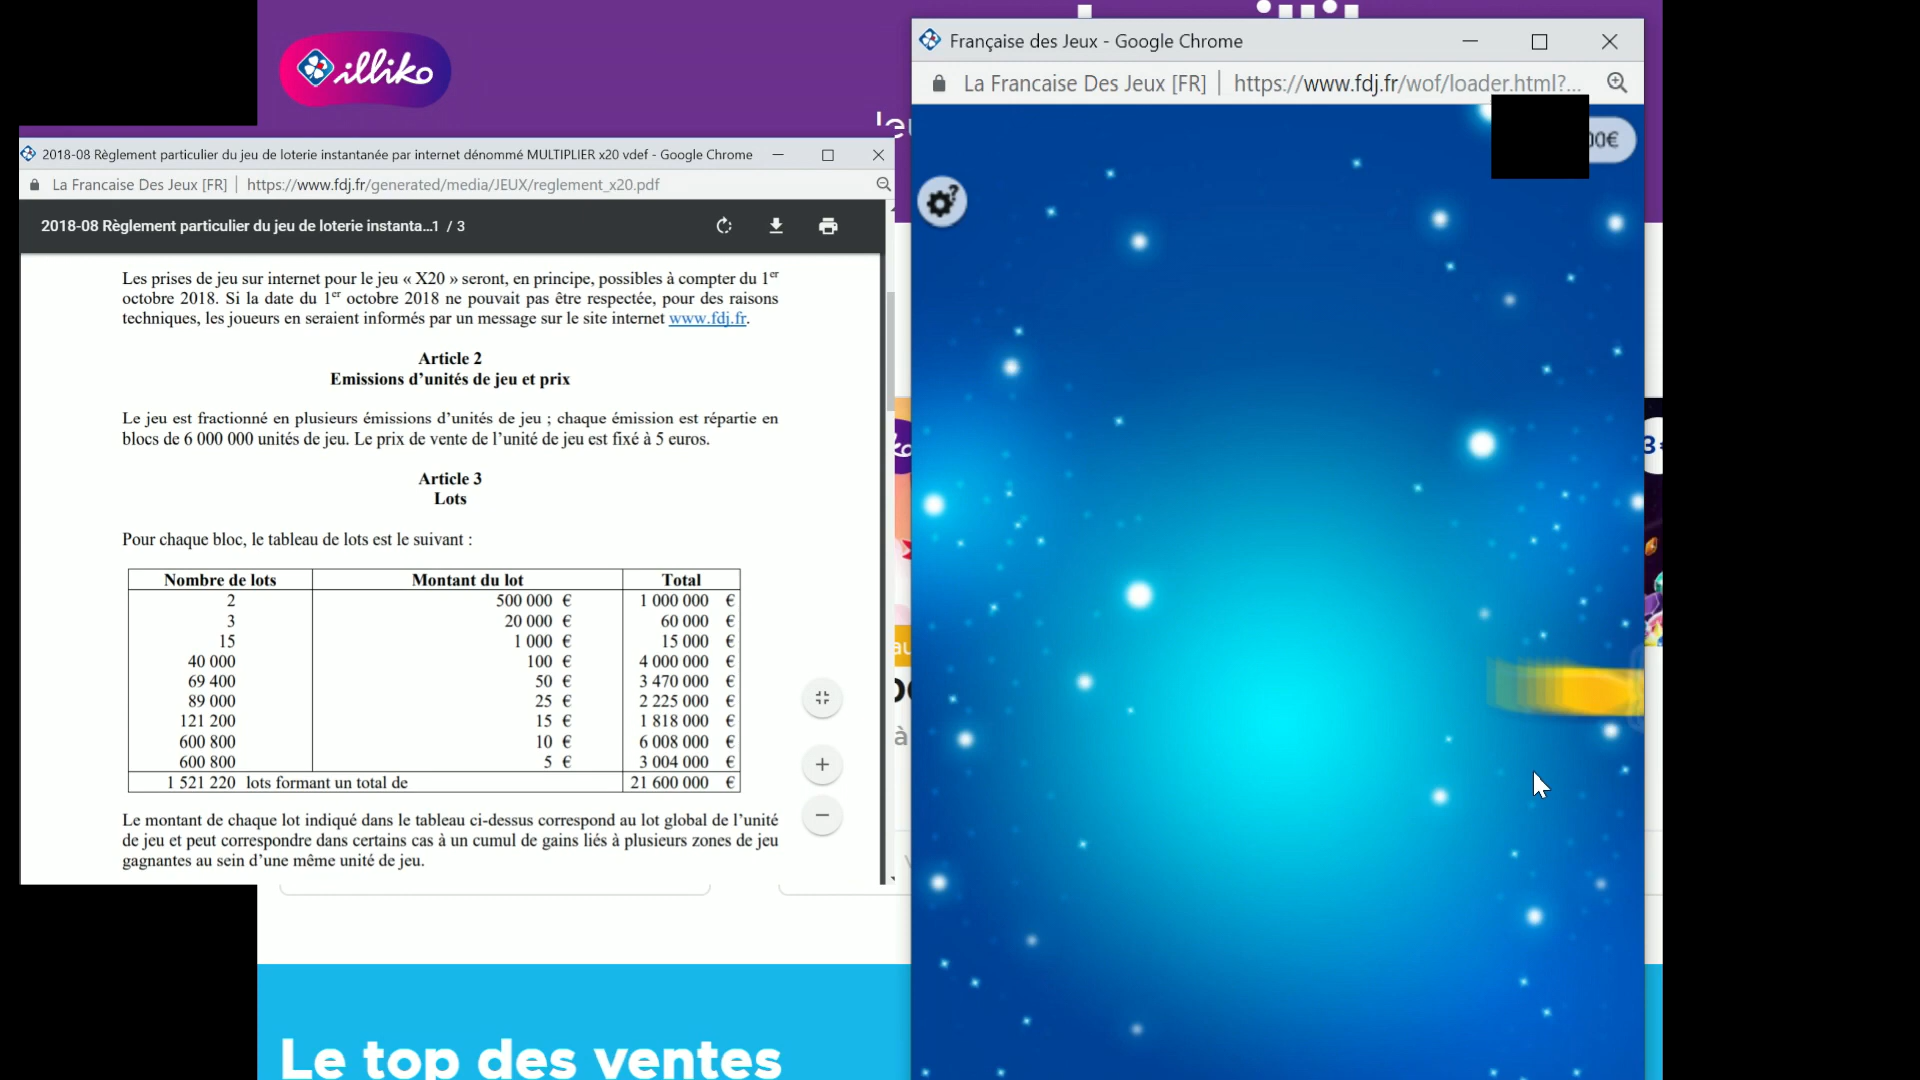 illiko
2018-08 Règlement particulier du jeu de loterie instantanée par internet dénommé MULTIPLIER x20 vdef - Google Chrome
La Francaise Des Jeux [FR] | https://www.fdj.fr/generated/media/JEUX/reglement_x20.pdf
2018-08 Règlement particulier du jeu de loterie instanta...1 / 3
Les prises de jeu sur internet pour le jeu « X20 » seront, en principe, possibles à compter du 1er
octobre 2018. Si la date du 1er octobre 2018 ne pouvait pas être respectée, pour des raisons
techniques, les joueurs en seraient informés par un message sur le site internet www.fdj.fr.
Article 2
Emissions d’unités de jeu et prix
Le jeu est fractionné en plusieurs émissions d’unités de jeu ; chaque émission est répartie en
blocs de 6 000 000 unités de jeu. Le prix de vente de l’unité de jeu est fixé à 5 euros.
Article 3
Lots
Pour chaque bloc, le tableau de lots est le suivant :
Nombre de lots Montant du lot Total
2 500 000 € 1 000 000 €
3 20 000 € 60 000 €
15 1 000 € 15 000 €
40 000 100 € 4 000 000 €
69 400 50 € 3 470 000 €
89 000 25 € 2 225 000 €
121 200 15 € 1 818 000 €
600 800 10 € 6 008 000 €
600 800 5 € 3 004 000 €
1 521 220 lots formant un total de 21 600 000 €
Le montant de chaque lot indiqué dans le tableau ci-dessus correspond au lot global de l’unité
de jeu et peut correspondre dans certains cas à un cumul de gains liés à plusieurs zones de jeu
gagnantes au sein d’une même unité de jeu.
Française des Jeux - Google Chrome
La Francaise Des Jeux [FR] | https://www.fdj.fr/wof/loader.html?...
00€
?
à
3
Le top des ventes